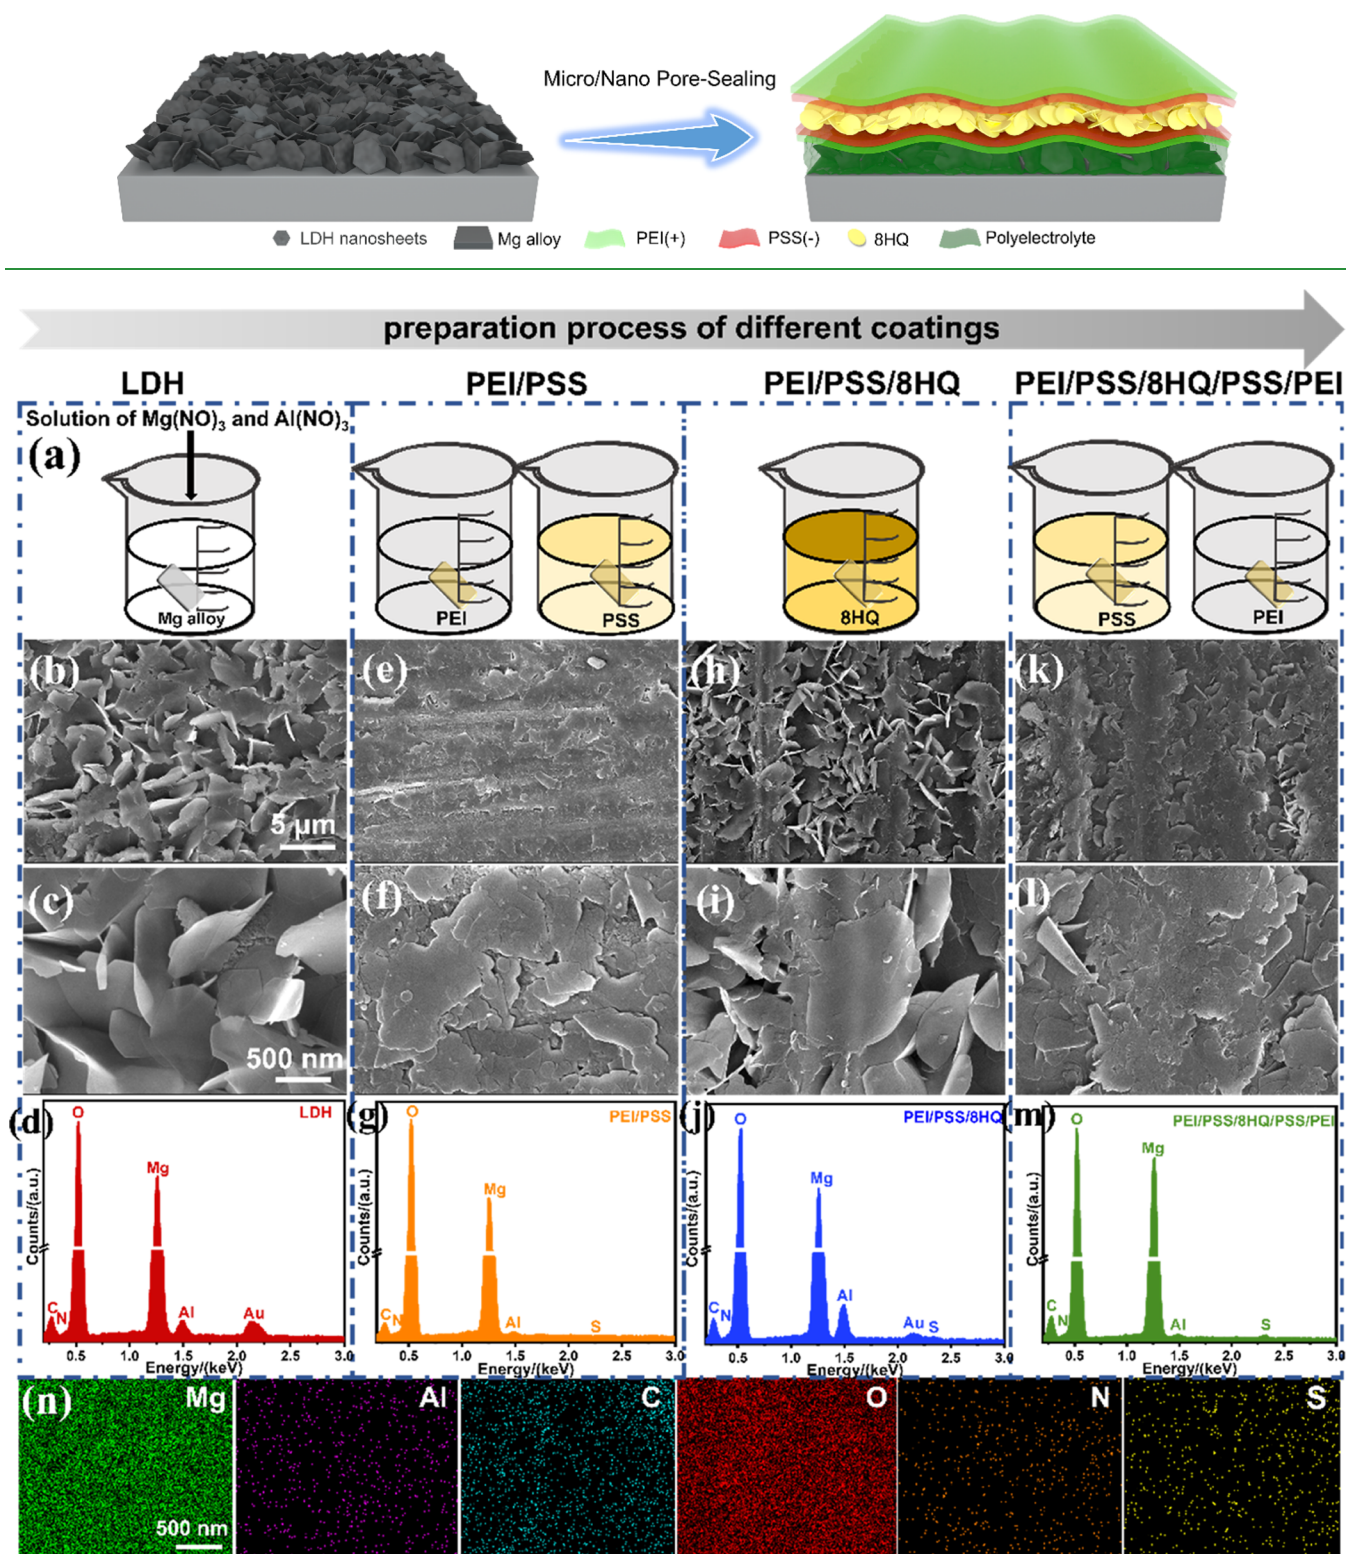 Micro/Nano Pore-Sealing
LDH nanosheets Mg alloy PEI(+) PSS(-) 8HQ Polyelectrolyte
preparation process of different coatings
LDH PEI/PSS PEI/PSS/8HQ PEI/PSS/8HQ/PSS/PEI
Solution of Mg(NO)₃ and Al(NO)₃
(a)
Mg alloy PEI PSS 8HQ PSS PEI
(b) (e) (h) (k)
5 μm
(c) (f) (i) (l)
500 nm
(d) O LDH
Mg
C N Al Au
Counts/(a.u.)
0.5 1.0 1.5 2.0 2.5 3.0
Energy/(keV)
(g) O PEI/PSS
Mg
C N Al S
Counts/(a.u.)
0.5 1.0 1.5 2.0 2.5 3.0
Energy/(keV)
(j) O PEI/PSS/8HQ
Mg
C N Al Au S
Counts/(a.u.)
0.5 1.0 1.5 2.0 2.5 3.0
Energy/(keV)
(m) O PEI/PSS/8HQ/PSS/PEI
Mg
C N Al S
Counts/(a.u.)
0.5 1.0 1.5 2.0 2.5 3.0
Energy/(keV)
(n) Mg Al C O N S
500 nm